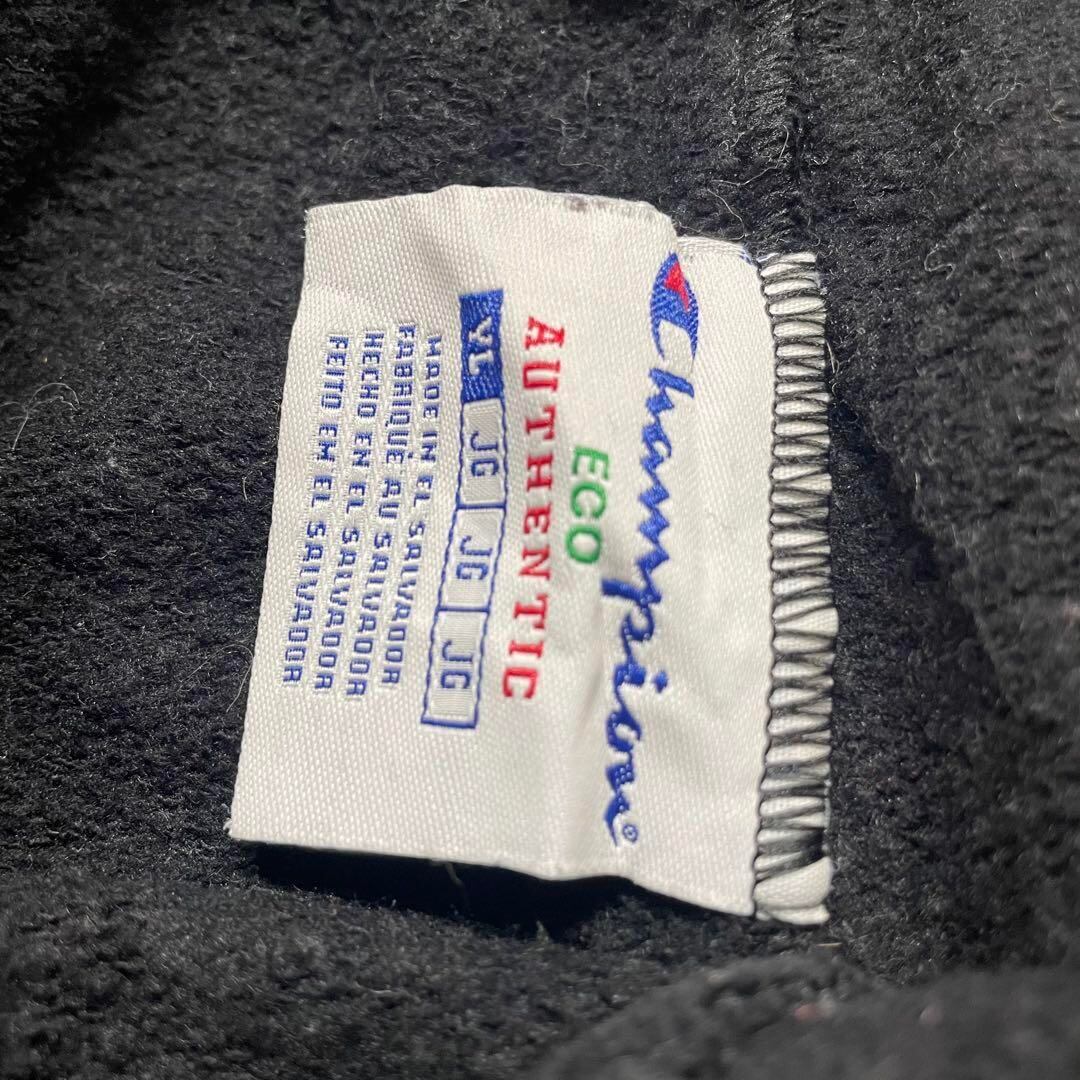 Champion®
ECO
AUTHENTIC
YL JG JG JG
MADE IN EL SALVADOR
FABRIQUÉ AU SALVADOR
HECHO EN EL SALVADOR
FEITO EM EL SALVADOR